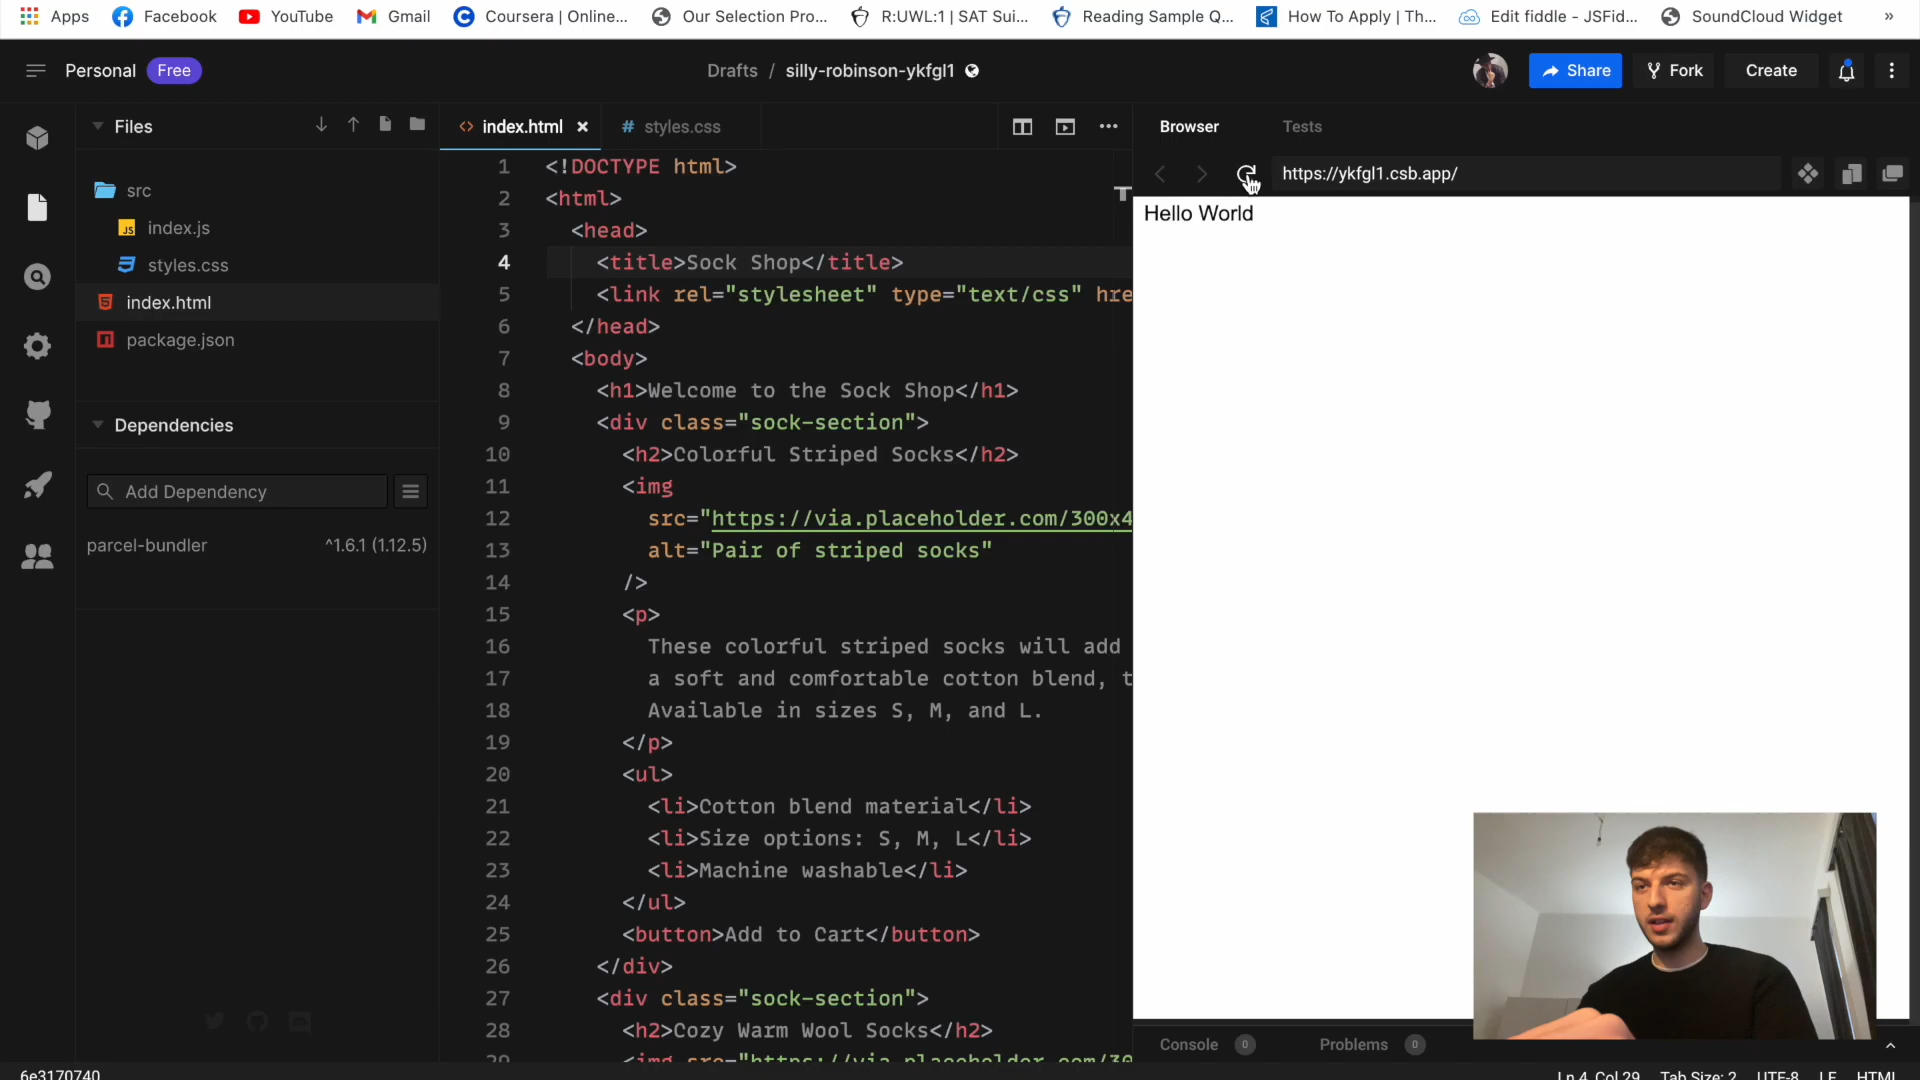 Apps Facebook YouTube Gmail Coursera | Online... Our Selection Pro... R:UWL:1 | SAT Sui... Reading Sample Q... How To Apply | Th... Edit fiddle - JSFid... SoundCloud Widget »
Personal Free Drafts / silly-robinson-ykfgl1 Share Fork Create
Files
src
JS index.js
styles.css
index.html
package.json
Dependencies
Add Dependency
parcel-bundler ^1.6.1 (1.12.5)
<> index.html × # styles.css
1 <!DOCTYPE html>
2 <html>
3 <head>
4 <title>Sock Shop</title>
5 <link rel="stylesheet" type="text/css" hre
6 </head>
7 <body>
8 <h1>Welcome to the Sock Shop</h1>
9 <div class="sock-section">
10 <h2>Colorful Striped Socks</h2>
11 <img
12 src="https://via.placeholder.com/300x4
13 alt="Pair of striped socks"
14 />
15 <p>
16 These colorful striped socks will add
17 a soft and comfortable cotton blend, t
18 Available in sizes S, M, and L.
19 </p>
20 <ul>
21 <li>Cotton blend material</li>
22 <li>Size options: S, M, L</li>
23 <li>Machine washable</li>
24 </ul>
25 <button>Add to Cart</button>
26 </div>
27 <div class="sock-section">
28 <h2>Cozy Warm Wool Socks</h2>
29 <img src="https://via.placeholder.com/30
Browser Tests
https://ykfgl1.csb.app/
Hello World
Console 0 Problems 0
6e3170740 Ln 4, Col 29 Tab Size: 2 UTF-8 LF HTML